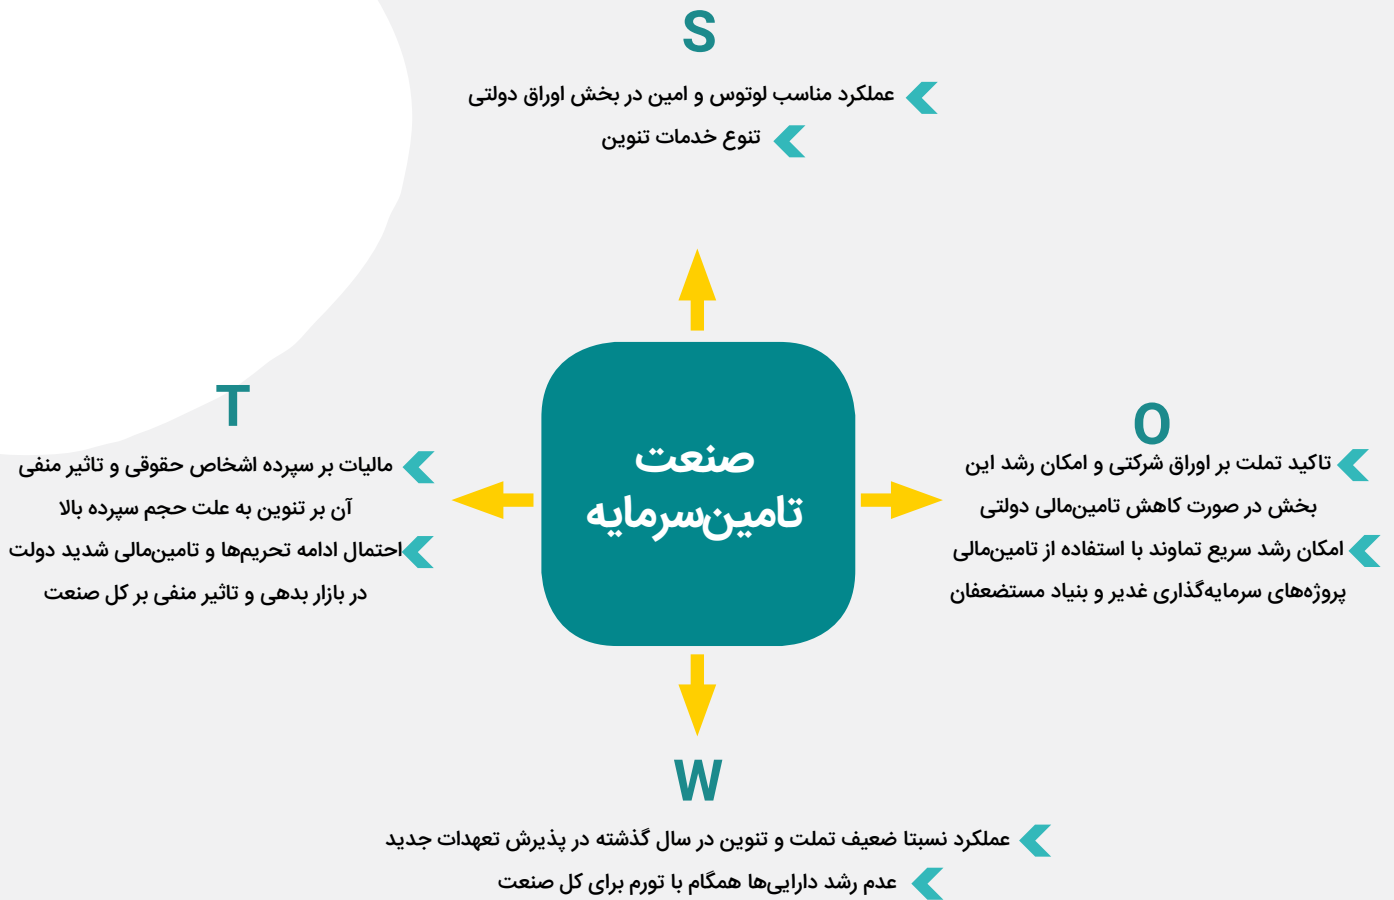 S
عملکرد مناسب لوتوس و امین در بخش اوراق دولتی
تنوع خدمات تنوین
صنعت
تامین‌سرمایه
O
تاکید تملت بر اوراق شرکتی و امکان رشد این
بخش در صورت کاهش تامین‌مالی دولتی
امکان رشد سریع تماوند با استفاده از تامین‌مالی
پروژه‌های سرمایه‌گذاری غدیر و بنیاد مستضعفان
T
مالیات بر سپرده اشخاص حقوقی و تاثیر منفی
آن بر تنوین به علت حجم سپرده بالا
احتمال ادامه تحریم‌ها و تامین‌مالی شدید دولت
در بازار بدهی و تاثیر منفی بر کل صنعت
W
عملکرد نسبتا ضعیف تملت و تنوین در سال گذشته در پذیرش تعهدات جدید
عدم رشد دارایی‌ها همگام با تورم برای کل صنعت